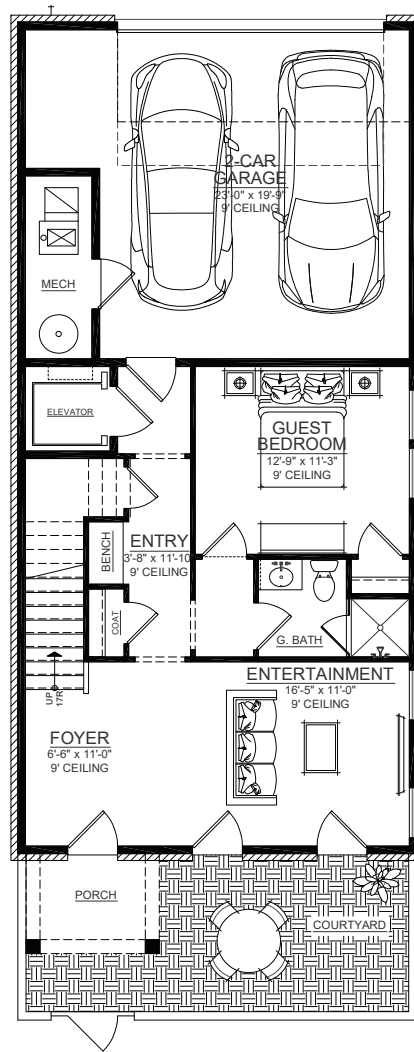 2-CAR
GARAGE
23'-0" x 19'-9"
9' CEILING
MECH
ELEVATOR
GUEST
BEDROOM
12'-9" x 11'-3"
9' CEILING
BENCH
ENTRY
3'-8" x 11'-10"
9' CEILING
COAT
G. BATH
ENTERTAINMENT
16'-5" x 11'-0"
9' CEILING
UP
17R
FOYER
6'-6" x 11'-0"
9' CEILING
PORCH
COURTYARD